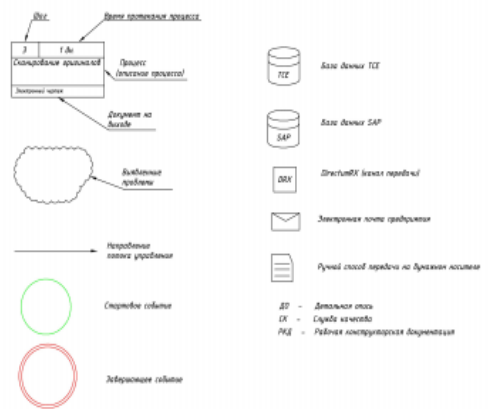 Шаг
Время протекания процесса
3
1 Дн
Сканирование оригиналов
Электронный чертеж
Процесс
(описание процесса)
Документ на
выходе
Выявленные
проблемы
Направление
потока управления
Стартовое событие
Завершающее событие
TCE
База данных TCE
SAP
База данных SAP
DRX
DirectumRX (канал передачи)
Электронная почта предприятия
Ручной способ передачи на бумажном носителе
ДО – Детальная опись
СК – Служба качества
РКД – Рабочая конструкторская документация